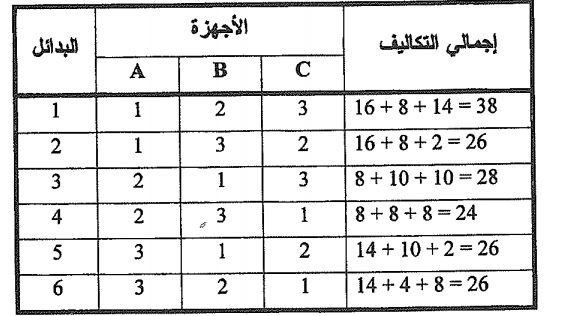 البدائل الأجهزة إجمالي التكاليف
A B C
1 1 2 3 16 + 8 + 14 = 38
2 1 3 2 16 + 8 + 2 = 26
3 2 1 3 8 + 10 + 10 = 28
4 2 3 1 8 + 8 + 8 = 24
5 3 1 2 14 + 10 + 2 = 26
6 3 2 1 14 + 4 + 8 = 26